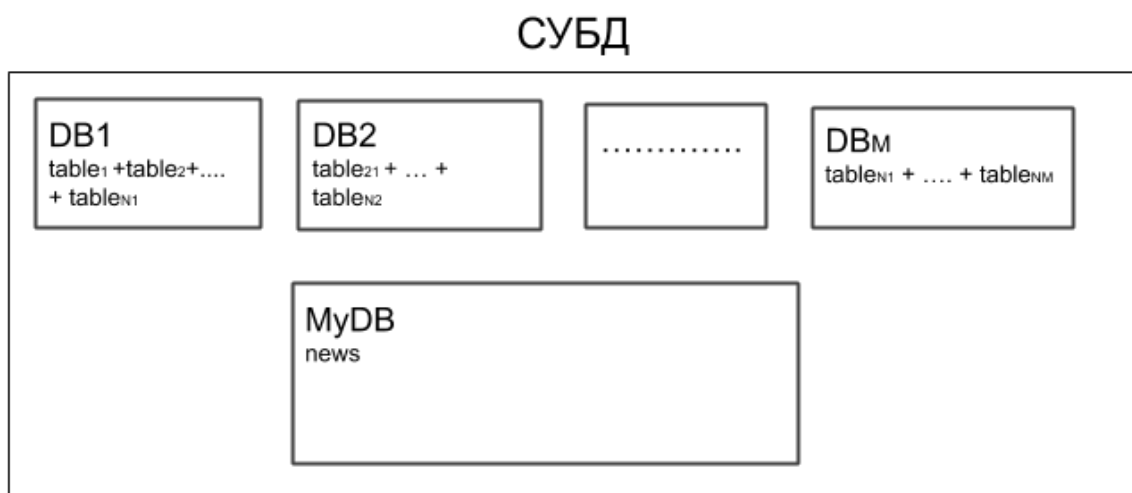 СУБД
DB1
table1 +table2+....
+ tableN1
DB2
table21 + ... +
tableN2
.............
DBM
tableN1 + .... + tableNM
MyDB
news